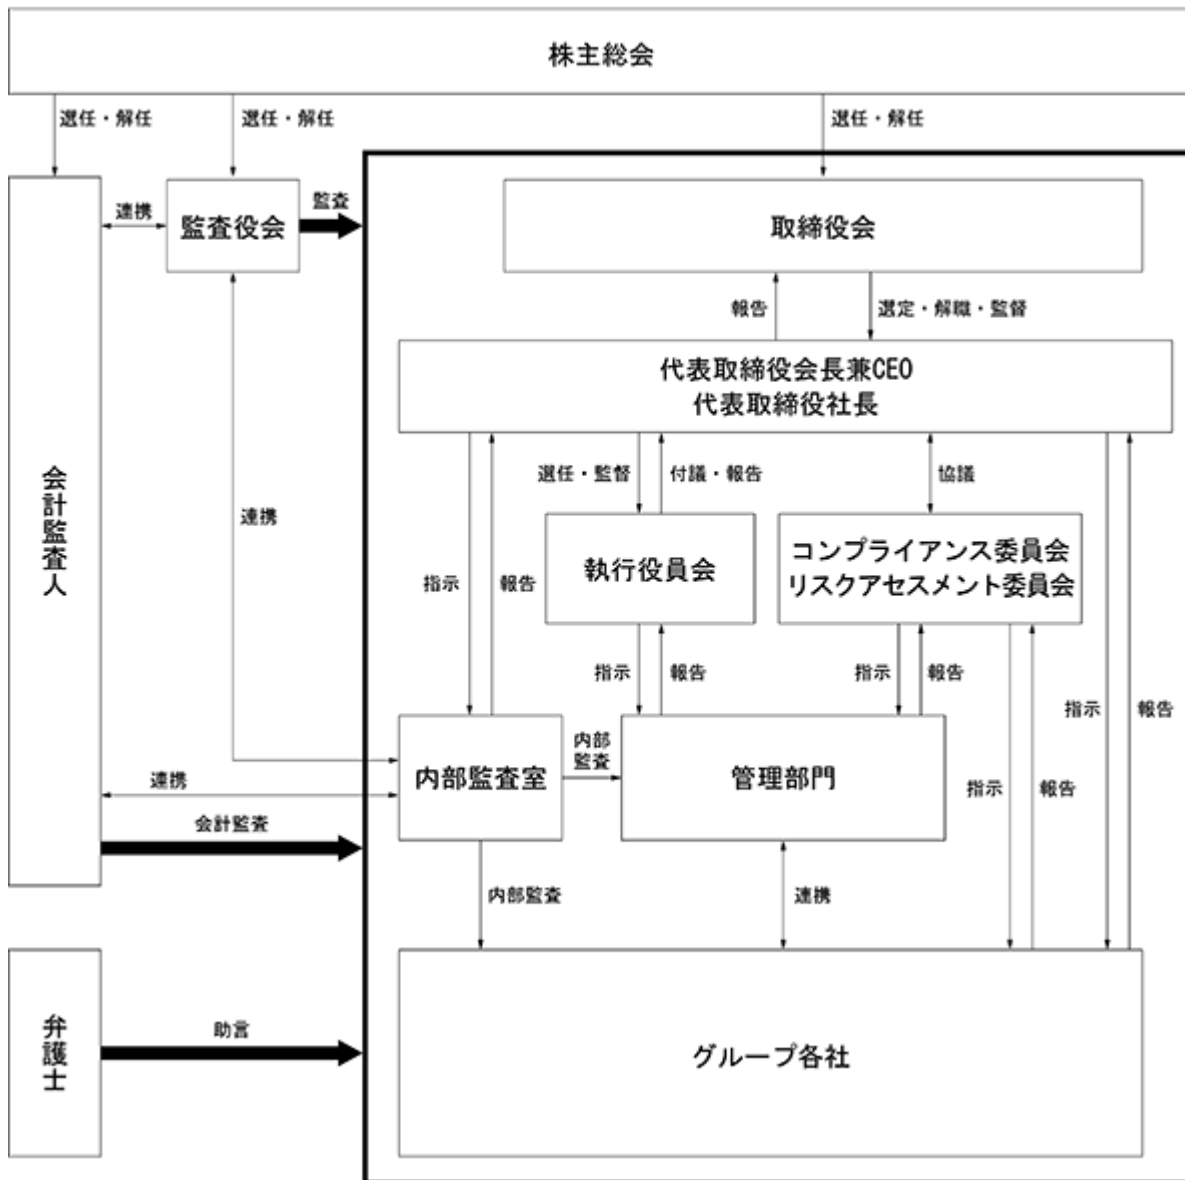 株主総会
選任・解任
選任・解任
選任・解任
連携
監査役会
監査
取締役会
報告
選定・解職・監督
代表取締役会長兼CEO
代表取締役社長
会計監査人
選任・監督
付議・報告
協議
連携
執行役員会
コンプライアンス委員会
リスクアセスメント委員会
指示
報告
指示
報告
指示
報告
指示
報告
内部監査室
内部
監査
管理部門
連携
指示
報告
会計監査
内部監査
連携
弁護士
助言
グループ各社